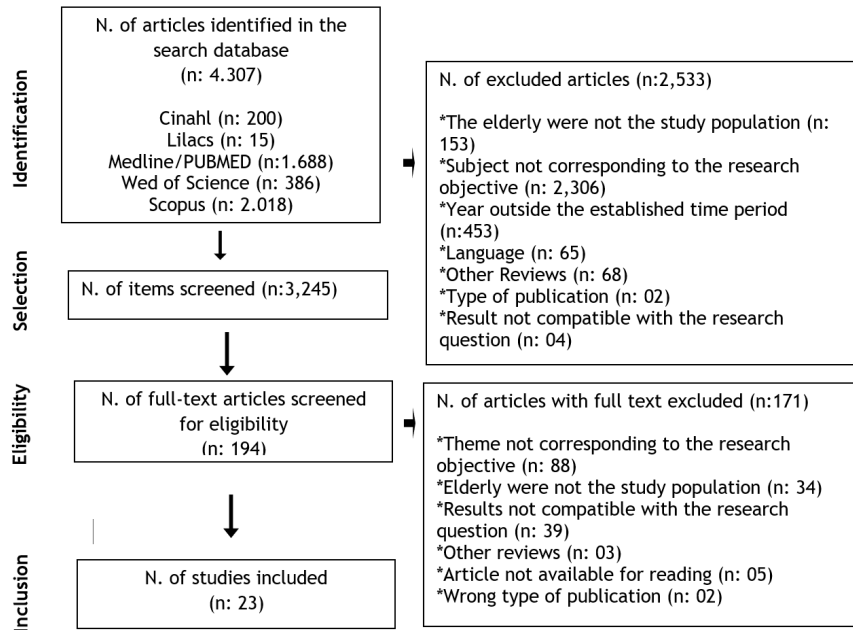 Identification
N. of articles identified in the
search database
(n: 4.307)
Cinahl (n: 200)
Lilacs (n: 15)
Medline/PUBMED (n:1.688)
Wed of Science (n: 386)
Scopus (n: 2.018)
N. of excluded articles (n:2,533)
*The elderly were not the study population (n:
153)
*Subject not corresponding to the research
objective (n: 2,306)
*Year outside the established time period
(n:453)
*Language (n: 65)
*Other Reviews (n: 68)
*Type of publication (n: 02)
*Result not compatible with the research
question (n: 04)
Selection
N. of items screened (n:3,245)
Eligibility
N. of full-text articles screened
for eligibility
(n: 194)
N. of articles with full text excluded (n:171)
*Theme not corresponding to the research
objective (n: 88)
*Elderly were not the study population (n: 34)
*Results not compatible with the research
question (n: 39)
*Other reviews (n: 03)
*Article not available for reading (n: 05)
*Wrong type of publication (n: 02)
Inclusion
N. of studies included
(n: 23)